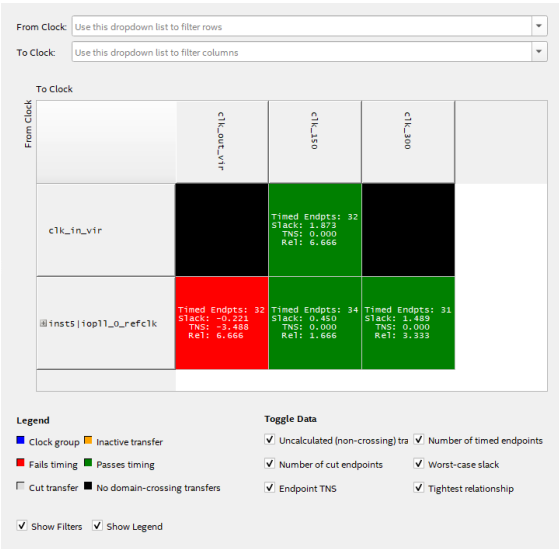 From Clock: Use this dropdown list to filter rows
To Clock: Use this dropdown list to filter columns
To Clock
From Clock
clk_out_vir
clk_150
clk_300
clk_in_vir
Timed Endpts: 32
Slack: 1.873
TNS: 0.000
Rel: 6.666
inst5|iopll_0_refclk
Timed Endpts: 32
Slack: -0.221
TNS: -3.488
Rel: 6.666
Timed Endpts: 34
Slack: 0.450
TNS: 0.000
Rel: 1.666
Timed Endpts: 31
Slack: 1.489
TNS: 0.000
Rel: 3.333
Legend
Clock group
Inactive transfer
Fails timing
Passes timing
Cut transfer
No domain-crossing transfers
Toggle Data
Uncalculated (non-crossing) tra
Number of timed endpoints
Number of cut endpoints
Worst-case slack
Endpoint TNS
Tightest relationship
Show Filters
Show Legend